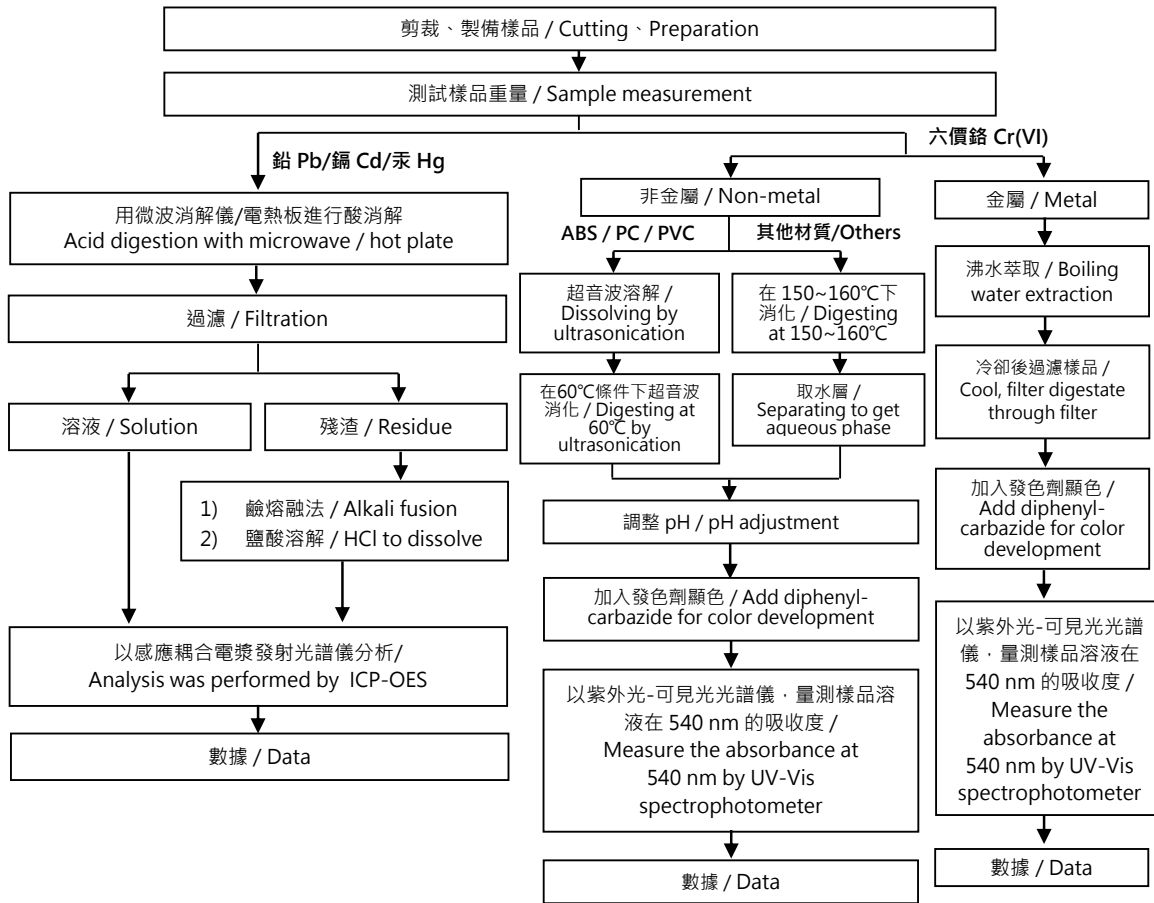 剪裁、製備樣品 / Cutting、Preparation
測試樣品重量 / Sample measurement
鉛 Pb/鎘 Cd/汞 Hg
六價鉻 Cr(VI)
用微波消解儀/電熱板進行酸消解
Acid digestion with microwave / hot plate
過濾 / Filtration
溶液 / Solution
殘渣 / Residue
1) 鹼熔融法 / Alkali fusion
2) 鹽酸溶解 / HCl to dissolve
以感應耦合電漿發射光譜儀分析/
Analysis was performed by ICP-OES
數據 / Data
非金屬 / Non-metal
ABS / PC / PVC
其他材質/Others
超音波溶解 /
Dissolving by
ultrasonication
在 150~160℃下
消化 / Digesting
at 150~160℃
在60℃條件下超音波
消化 / Digesting at
60℃ by
ultrasonication
取水層 /
Separating to get
aqueous phase
調整 pH / pH adjustment
加入發色劑顯色 / Add diphenyl-
carbazide for color development
以紫外光-可見光光譜儀，量測樣品溶
液在 540 nm 的吸收度 /
Measure the absorbance at
540 nm by UV-Vis
spectrophotometer
數據 / Data
金屬 / Metal
沸水萃取 / Boiling
water extraction
冷卻後過濾樣品 /
Cool, filter digestate
through filter
加入發色劑顯色 /
Add diphenyl-
carbazide for color
development
以紫外光-可見光光譜
儀，量測樣品溶液在
540 nm 的吸收度 /
Measure the
absorbance at
540 nm by UV-Vis
spectrophotometer
數據 / Data